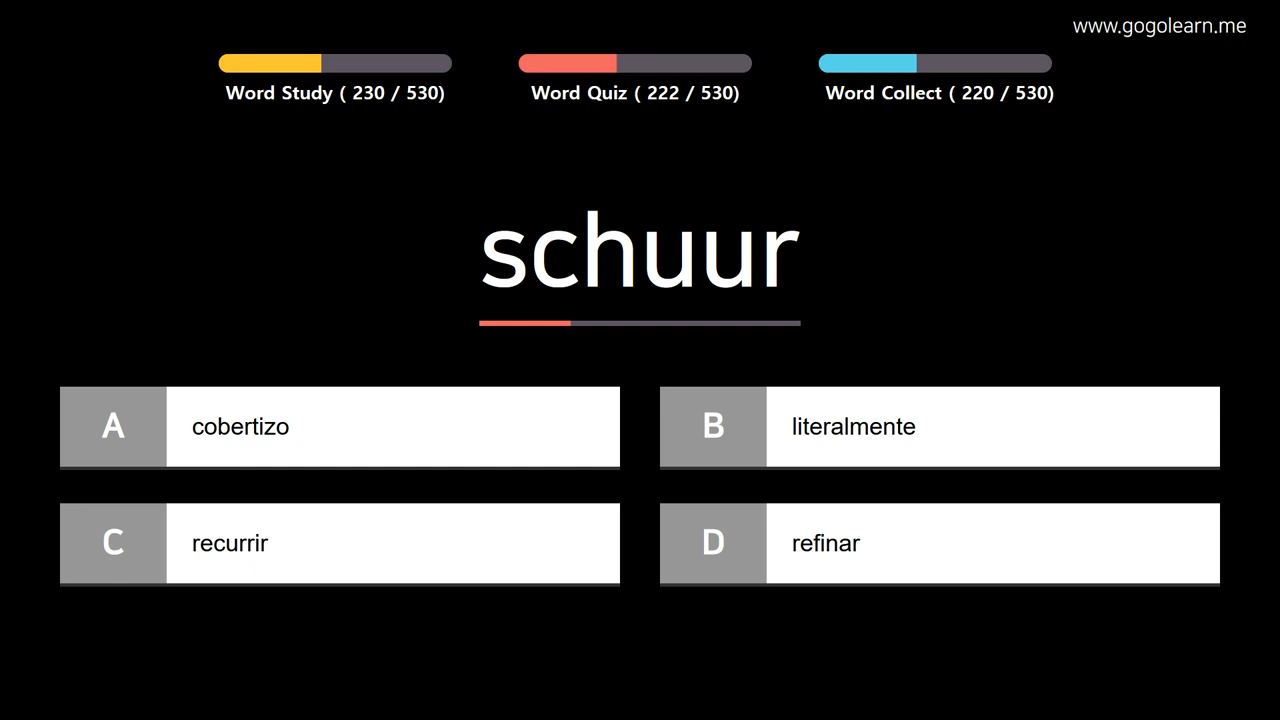 www.gogolearn.me
Word Study ( 230 / 530)
Word Quiz ( 222 / 530)
Word Collect ( 220 / 530)
schuur
A cobertizo
B literalmente
C recurrir
D refinar